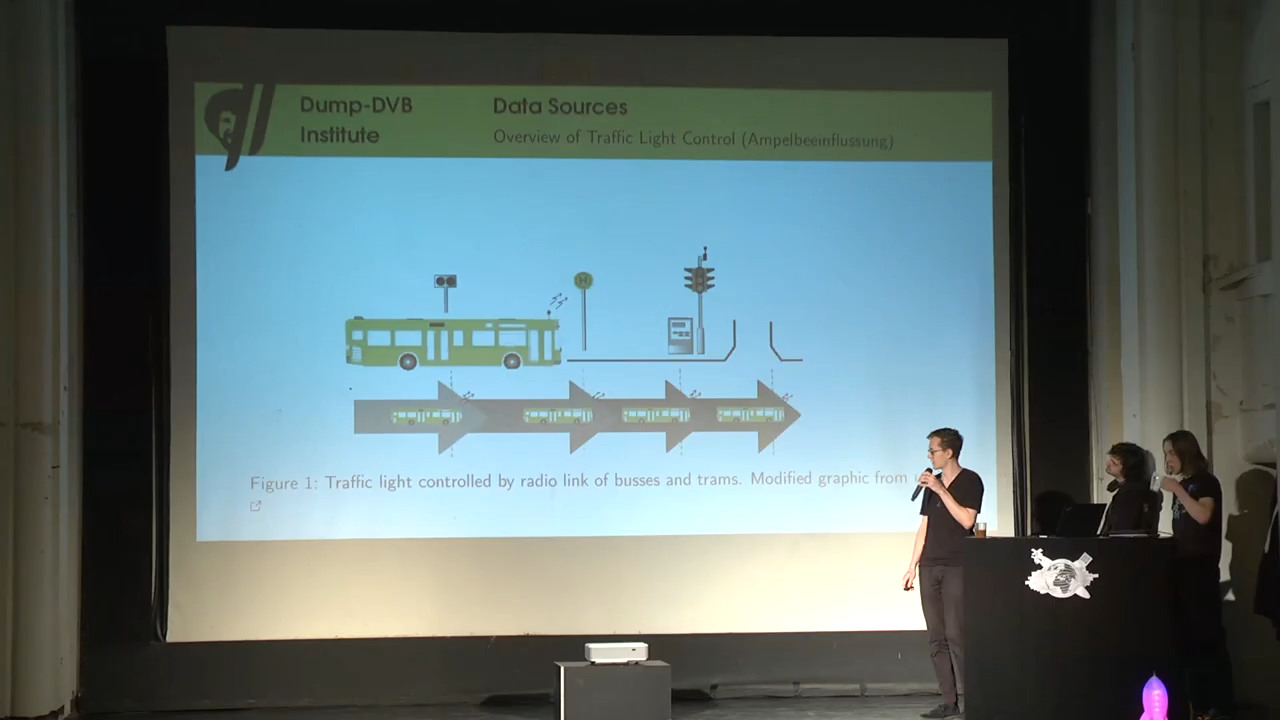 Dump-DVB
Institute
Data Sources
Overview of Traffic Light Control (Ampelbeeinflussung)
H
Figure 1: Traffic light controlled by radio link of busses and trams. Modified graphic from